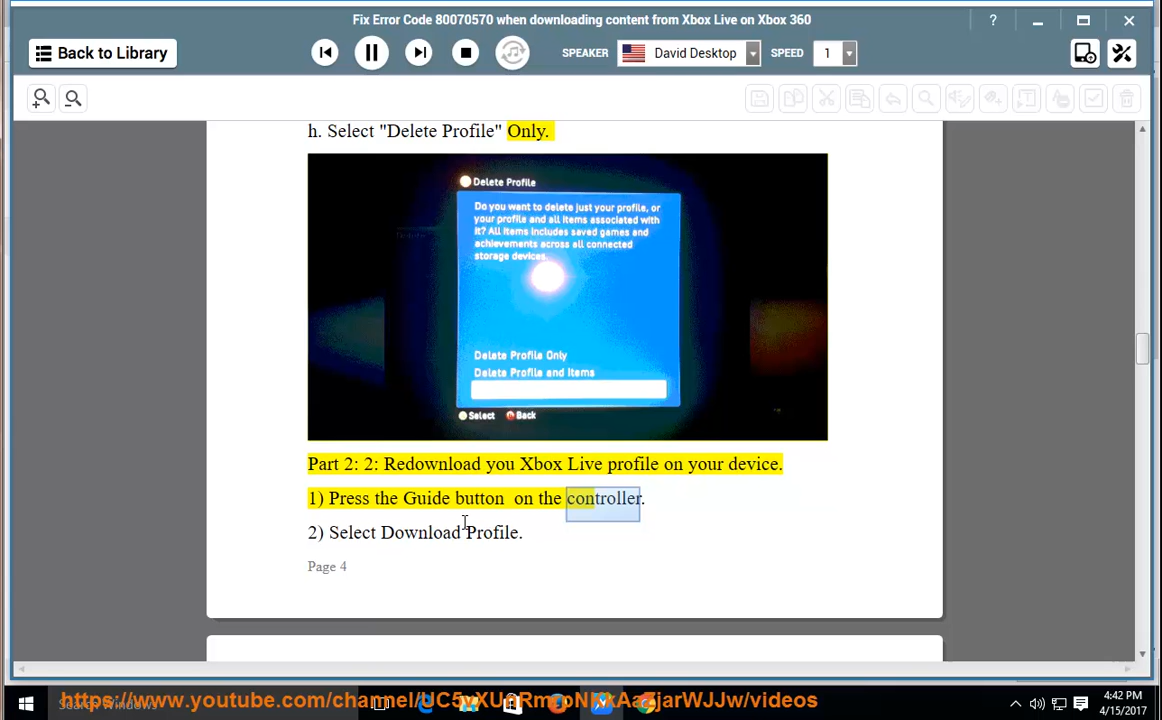 Fix Error Code 80070570 when downloading content from Xbox Live on Xbox 360
Back to Library
SPEAKER
David Desktop
SPEED
1
h. Select "Delete Profile" Only.
Delete Profile
Do you want to delete just your profile, or
your profile and all items associated with
it? All items includes saved games and
achievements across all connected
storage devices.
Delete Profile Only
Delete Profile and Items
Select
Back
Part 2: 2: Redownload you Xbox Live profile on your device.
1) Press the Guide button  on the controller.
2) Select Download Profile.
Page 4
Search Windows
4:42 PM
4/15/2017